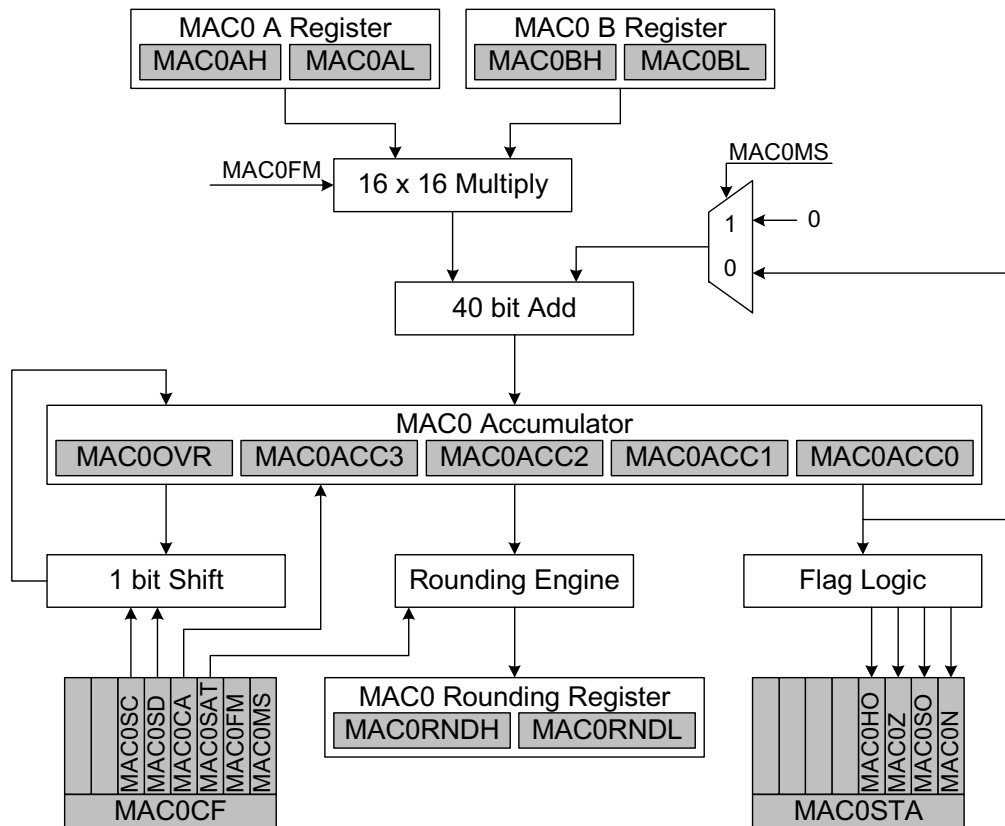 MAC0 A Register
MAC0AH MAC0AL
MAC0 B Register
MAC0BH MAC0BL
MAC0FM
16 x 16 Multiply
MAC0MS
1
0
0
40 bit Add
MAC0 Accumulator
MAC0OVR MAC0ACC3 MAC0ACC2 MAC0ACC1 MAC0ACC0
1 bit Shift
Rounding Engine
Flag Logic
MAC0SC
MAC0SD
MAC0CA
MAC0SAT
MAC0FM
MAC0MS
MAC0CF
MAC0 Rounding Register
MAC0RNDH MAC0RNDL
MAC0HO
MAC0Z
MAC0SO
MAC0N
MAC0STA